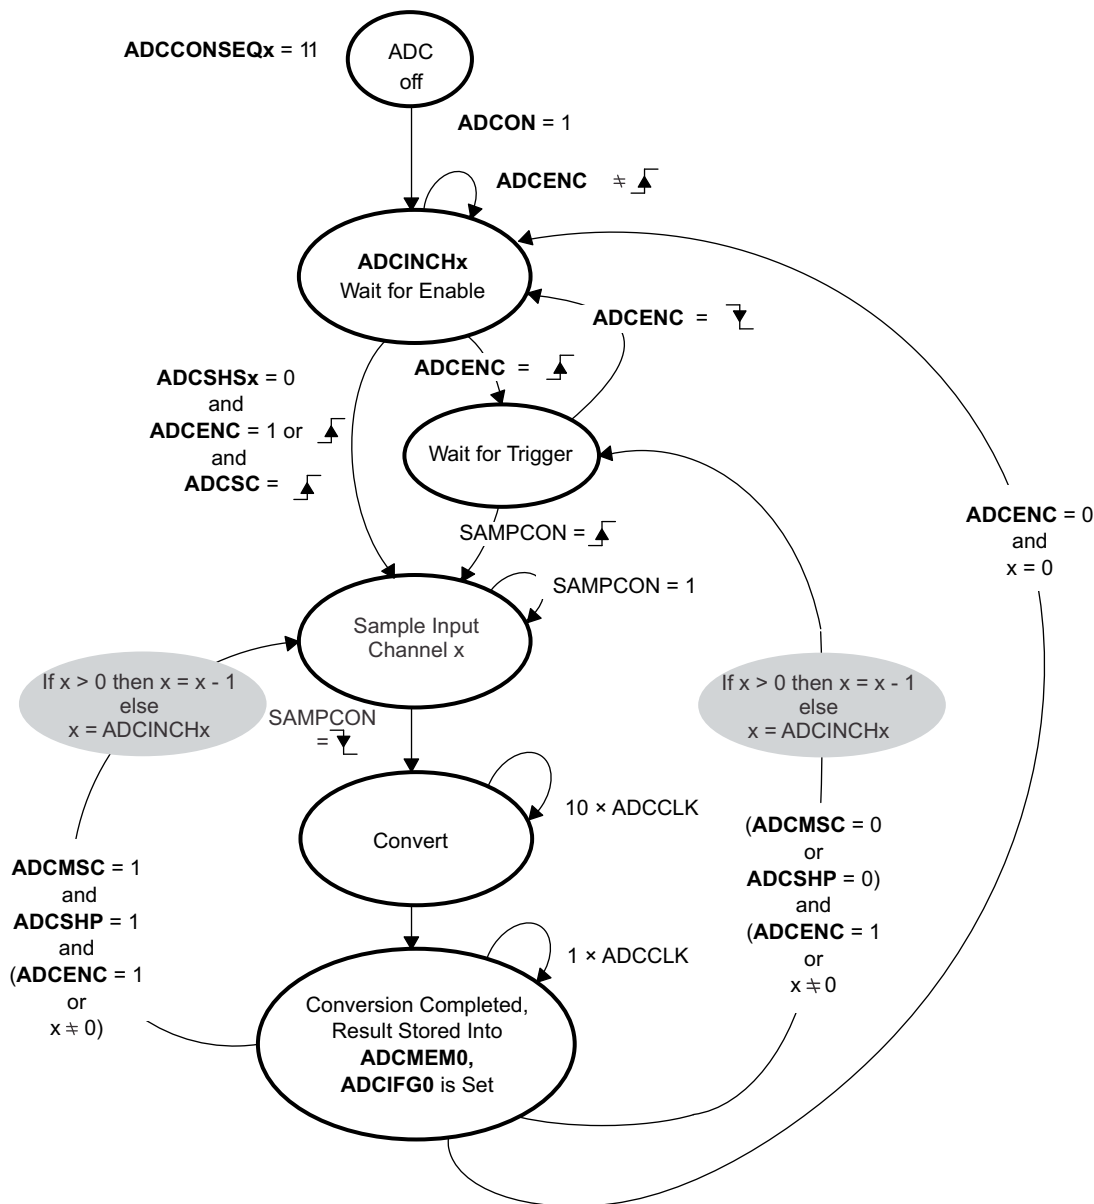 ADCCONSEQx = 11
ADC
off
ADCON = 1
ADCENC ≠
ADCINCHx
Wait for Enable
ADCENC =
ADCENC =
ADCSHSx = 0
and
ADCENC = 1 or
and
ADCSC =
Wait for Trigger
SAMPCON =
ADCENC = 0
and
x = 0
SAMPCON = 1
Sample Input
Channel x
If x > 0 then x = x - 1
else
x = ADCINCHx
If x > 0 then x = x - 1
else
x = ADCINCHx
SAMPCON
=
10 × ADCCLK
Convert
(ADCMSC = 0
or
ADCSHP = 0)
and
(ADCENC = 1
or
x ≠ 0
ADCMSC = 1
and
ADCSHP = 1
and
(ADCENC = 1
or
x ≠ 0)
1 × ADCCLK
Conversion Completed,
Result Stored Into
ADCMEM0,
ADCIFG0 is Set